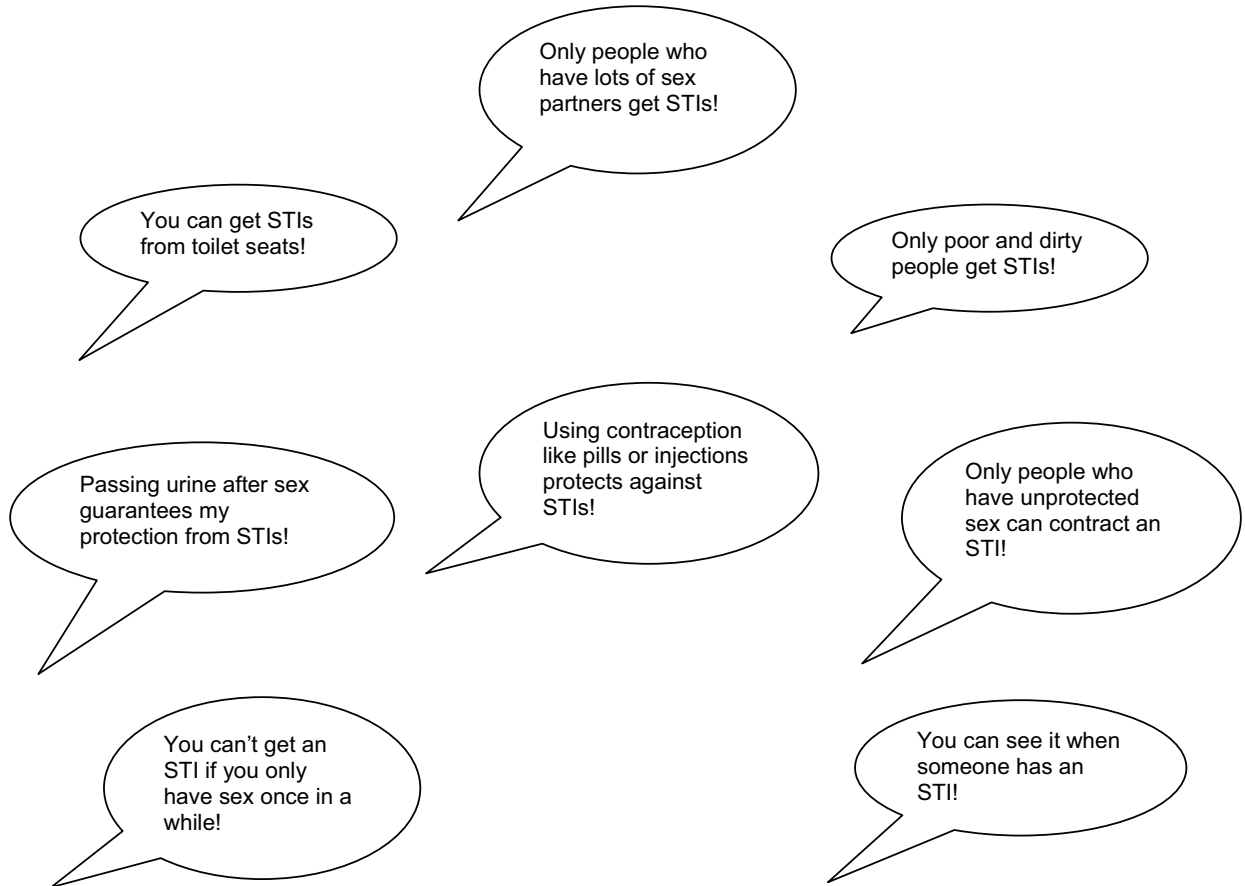 Only people who
have lots of sex
partners get STIs!
You can get STIs
from toilet seats!
Only poor and dirty
people get STIs!
Using contraception
like pills or injections
protects against
STIs!
Passing urine after sex
guarantees my
protection from STIs!
Only people who
have unprotected
sex can contract an
STI!
You can’t get an
STI if you only
have sex once in a
while!
You can see it when
someone has an
STI!